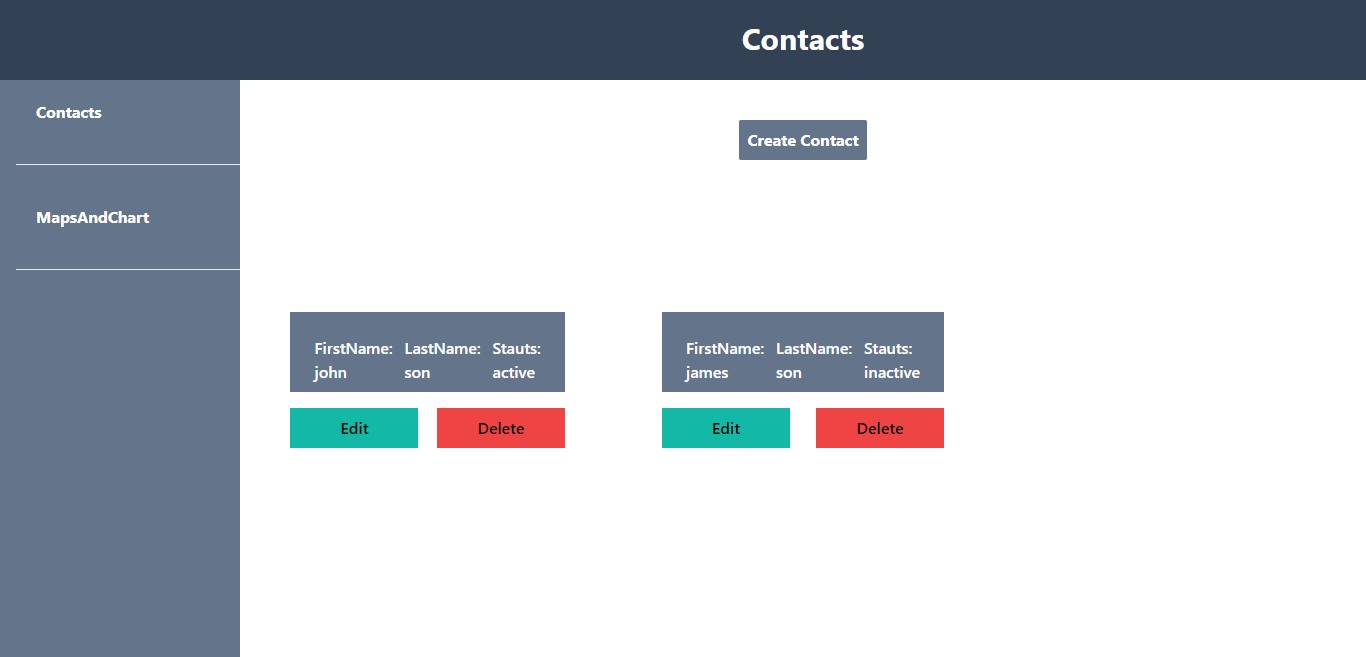 Contacts
Contacts
Create Contact
MapsAndChart
FirstName: LastName: Stauts:
john son active
Edit Delete
FirstName: LastName: Stauts:
james son inactive
Edit Delete